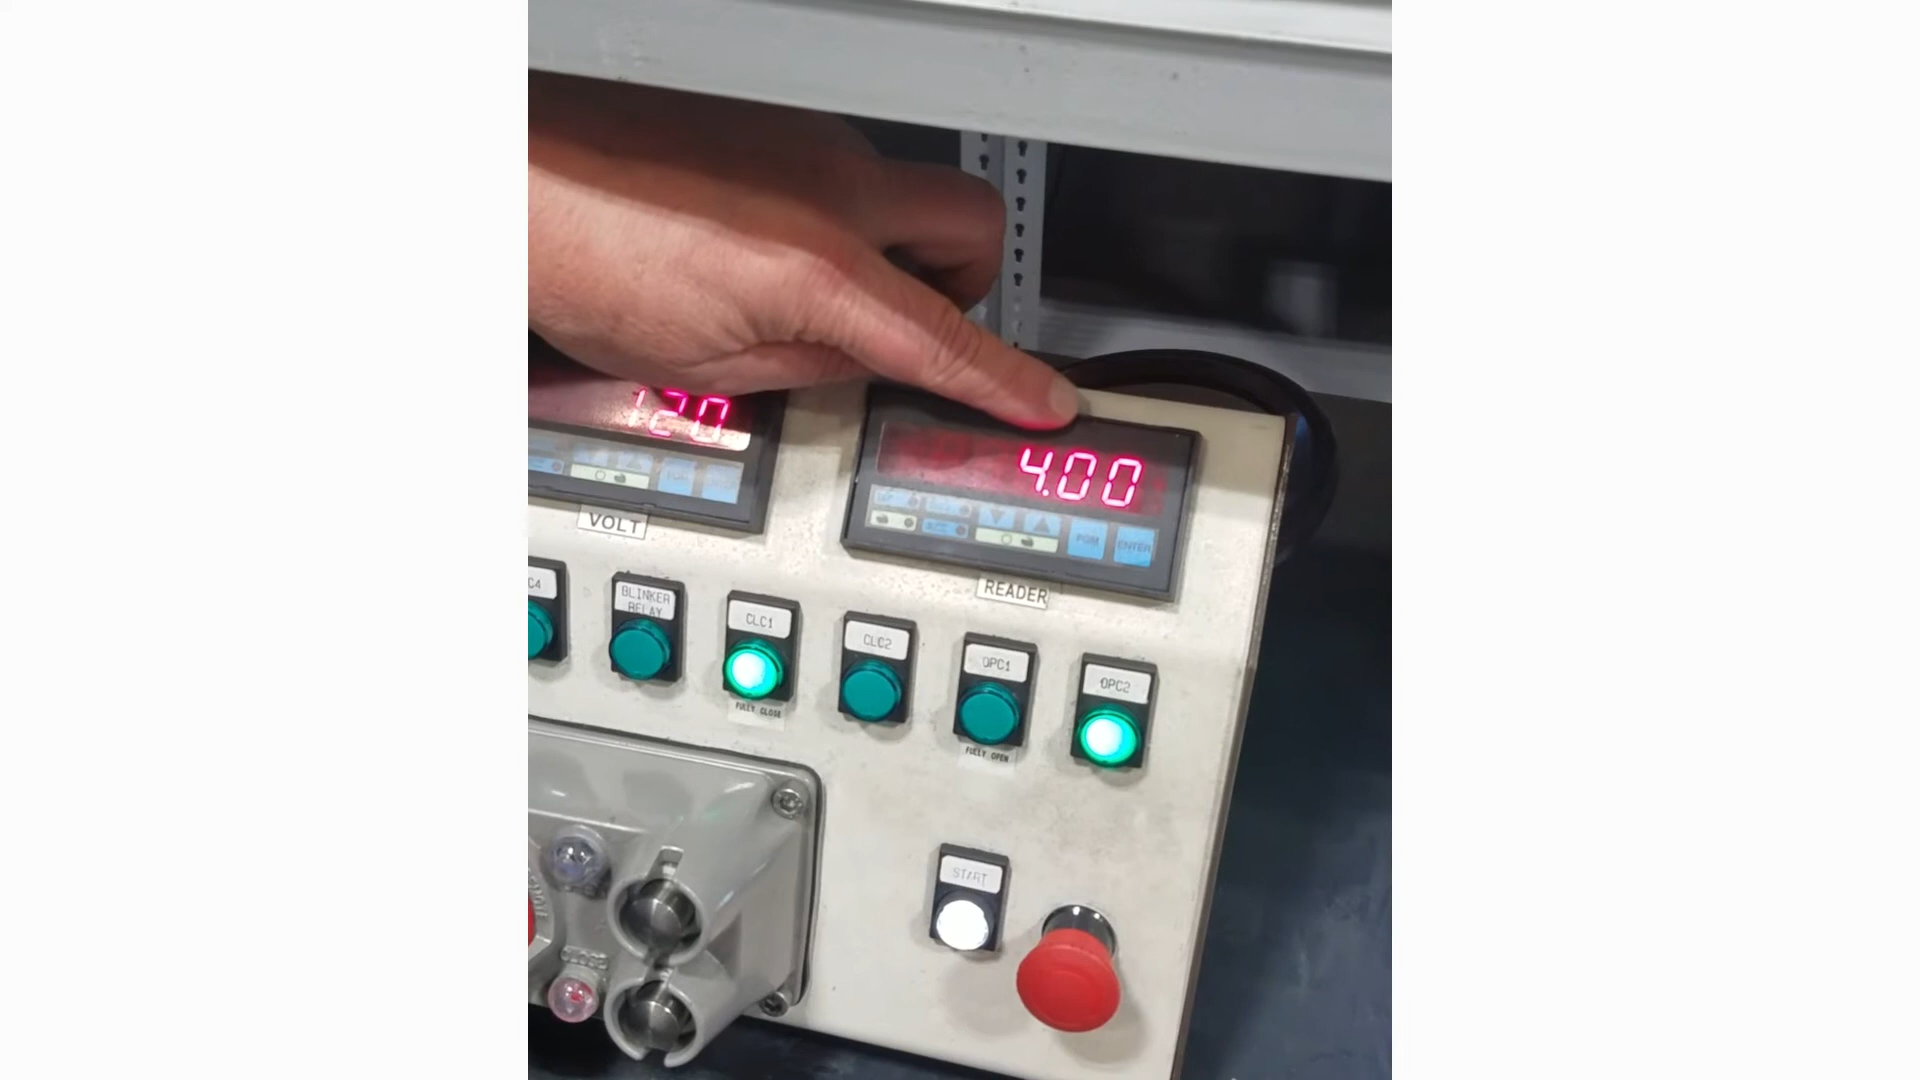 120
4.00
PGM
ENTER
VOLT
READER
C4
BLINKER
RELAY
CLC1
CLC2
OPC1
OPC2
FULLY CLOSE
FULLY OPEN
START
CLOSE